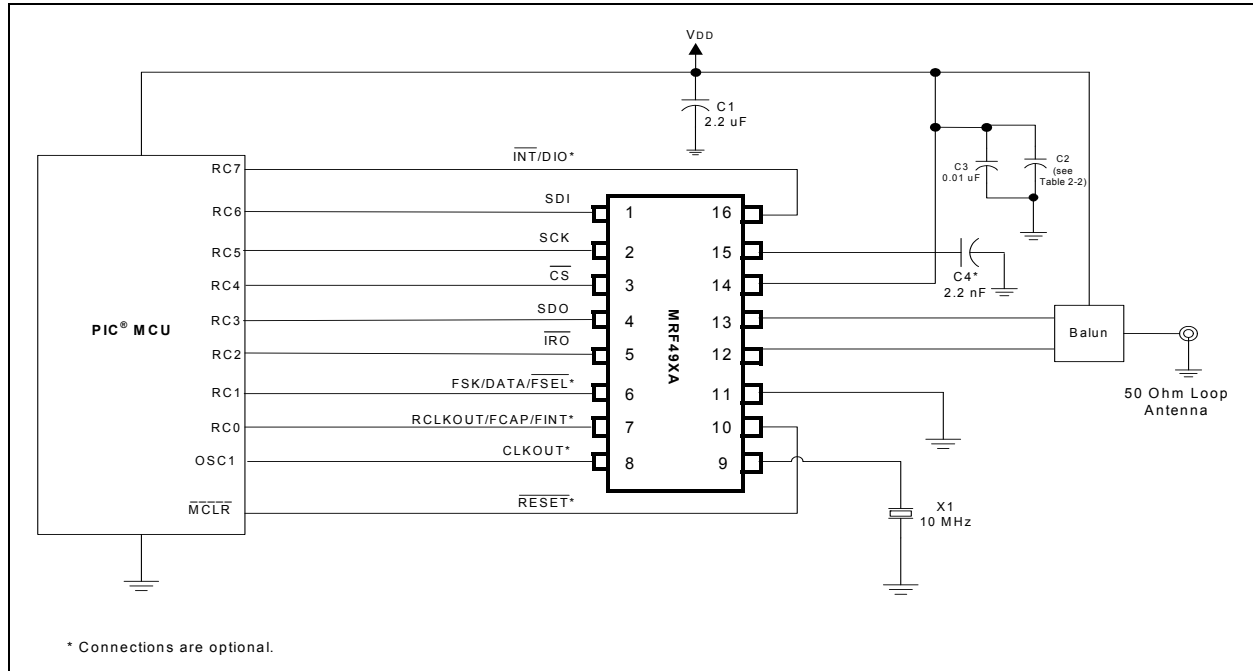 VDD
C1
2.2 uF
C3
0.01 uF
C2
(see
Table 2-2)
RC7
INT/DIO*
16
RC6
SDI
1
RC5
SCK
2
15
C4*
2.2 nF
RC4
CS
3
14
PIC® MCU
RC3
SDO
4
MRF49XA
13
Balun
RC2
IRO
5
12
RC1
FSK/DATA/FSEL*
6
11
50 Ohm Loop
Antenna
RC0
RCLKOUT/FCAP/FINT*
7
10
OSC1
CLKOUT*
8
9
MCLR
RESET*
X1
10 MHz
* Connections are optional.